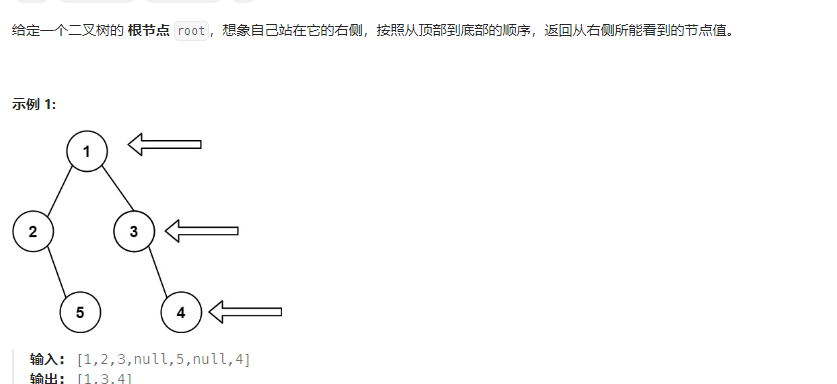 给定一个二叉树的 根节点 root，想象自己站在它的右侧，按照从顶部到底部的顺序，返回从右侧所能看到的节点值。
示例 1:
1
2 3
5 4
输入：[1,2,3,null,5,null,4]
输出：[1,3,4]